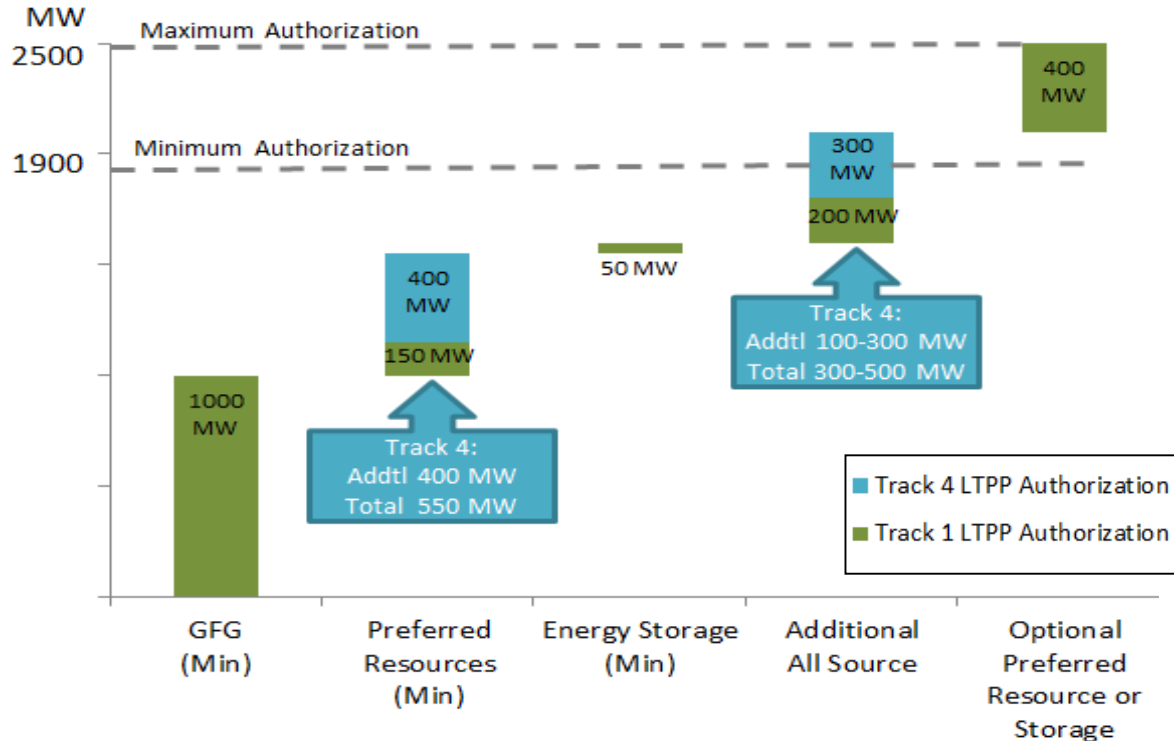 MW
Maximum Authorization
2500
400
MW
Minimum Authorization
1900
300
MW
200 MW
50 MW
400
MW
150 MW
Track 4:
Addtl 100-300 MW
Total 300-500 MW
1000
MW
Track 4:
Addtl 400 MW
Total 550 MW
Track 4 LTPP Authorization
Track 1 LTPP Authorization
GFG
(Min)
Preferred
Resources
(Min)
Energy Storage
(Min)
Additional
All Source
Optional
Preferred
Resource or
Storage